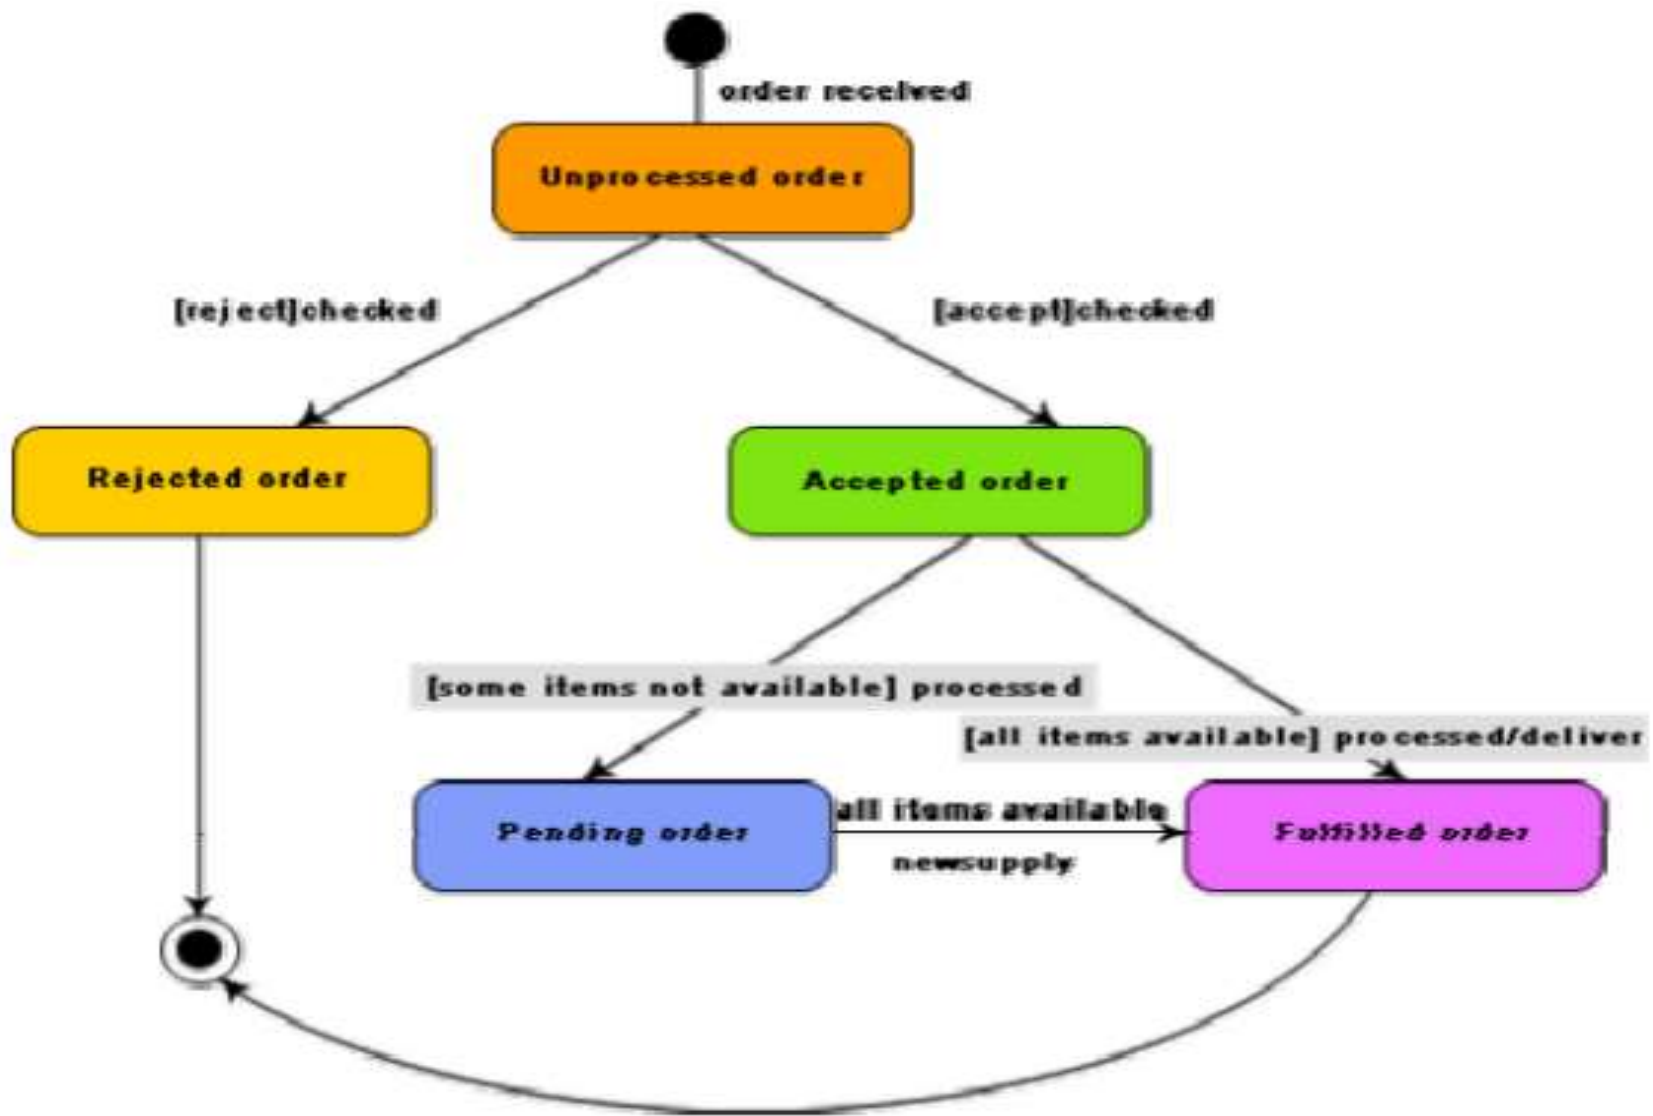 order received
Unprocessed order
[reject]checked
[accept]checked
Rejected order
Accepted order
[some items not available] processed
[all items available] processed/deliver
all items available
Pending order
Fulfilled order
newsupply